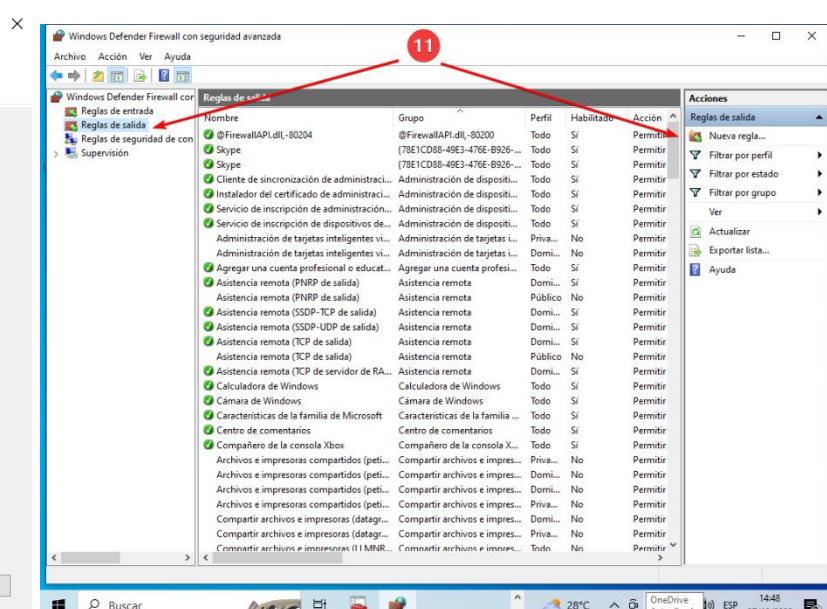 Windows Defender Firewall con seguridad avanzada
11
Archivo Acción Ver Ayuda
Windows Defender Firewall cor
Reglas de entrada
Reglas de salida
Reglas de seguridad de con
Supervisión
Reglas de
Nombre Grupo Perfil Habilitado Acción
@FirewallAPI.dll,-80204 @FirewallAPI.dll,-80200 Todo Sí Permitir
Skype {78E1CD88-49E3-476E-B926-... Todo Sí Permitir
Skype {78E1CD88-49E3-476E-B926-... Todo Sí Permitir
Cliente de sincronización de administraci... Administración de dispositi... Todo Sí Permitir
Instalador del certificado de administraci... Administración de dispositi... Todo Sí Permitir
Servicio de inscripción de administración... Administración de dispositi... Todo Sí Permitir
Servicio de inscripción de dispositivos de... Administración de dispositi... Todo Sí Permitir
Administración de tarjetas inteligentes vi... Administración de tarjetas i... Priva... No Permitir
Administración de tarjetas inteligentes vi... Administración de tarjetas i... Domi... No Permitir
Agregar una cuenta profesional o educat... Agregar una cuenta profesi... Todo Sí Permitir
Asistencia remota (PNRP de salida) Asistencia remota Domi... Sí Permitir
Asistencia remota (PNRP de salida) Asistencia remota Público No Permitir
Asistencia remota (SSDP-TCP de salida) Asistencia remota Domi... Sí Permitir
Asistencia remota (SSDP-UDP de salida) Asistencia remota Domi... Sí Permitir
Asistencia remota (TCP de salida) Asistencia remota Domi... Sí Permitir
Asistencia remota (TCP de salida) Asistencia remota Público No Permitir
Asistencia remota (TCP de servidor de RA... Asistencia remota Domi... Sí Permitir
Calculadora de Windows Calculadora de Windows Todo Sí Permitir
Cámara de Windows Cámara de Windows Todo Sí Permitir
Características de la familia de Microsoft Características de la familia ... Todo Sí Permitir
Centro de comentarios Centro de comentarios Todo Sí Permitir
Compañero de la consola Xbox Compañero de la consola X... Todo Sí Permitir
Archivos e impresoras compartidos (peti... Compartir archivos e impres... Priva... No Permitir
Archivos e impresoras compartidos (peti... Compartir archivos e impres... Domi... No Permitir
Archivos e impresoras compartidos (peti... Compartir archivos e impres... Domi... No Permitir
Archivos e impresoras compartidos (peti... Compartir archivos e impres... Priva... No Permitir
Compartir archivos e impresoras (datagr... Compartir archivos e impres... Domi... No Permitir
Compartir archivos e impresoras (datagr... Compartir archivos e impres... Priva... No Permitir
Compartir archivos e impresoras (LLMNR... Compartir archivos e impres... Todo No Permitir
Acciones
Reglas de salida
Nueva regla...
Filtrar por perfil
Filtrar por estado
Filtrar por grupo
Ver
Actualizar
Exportar lista...
Ayuda
Buscar
28°C
OneDrive
ESP
14:48